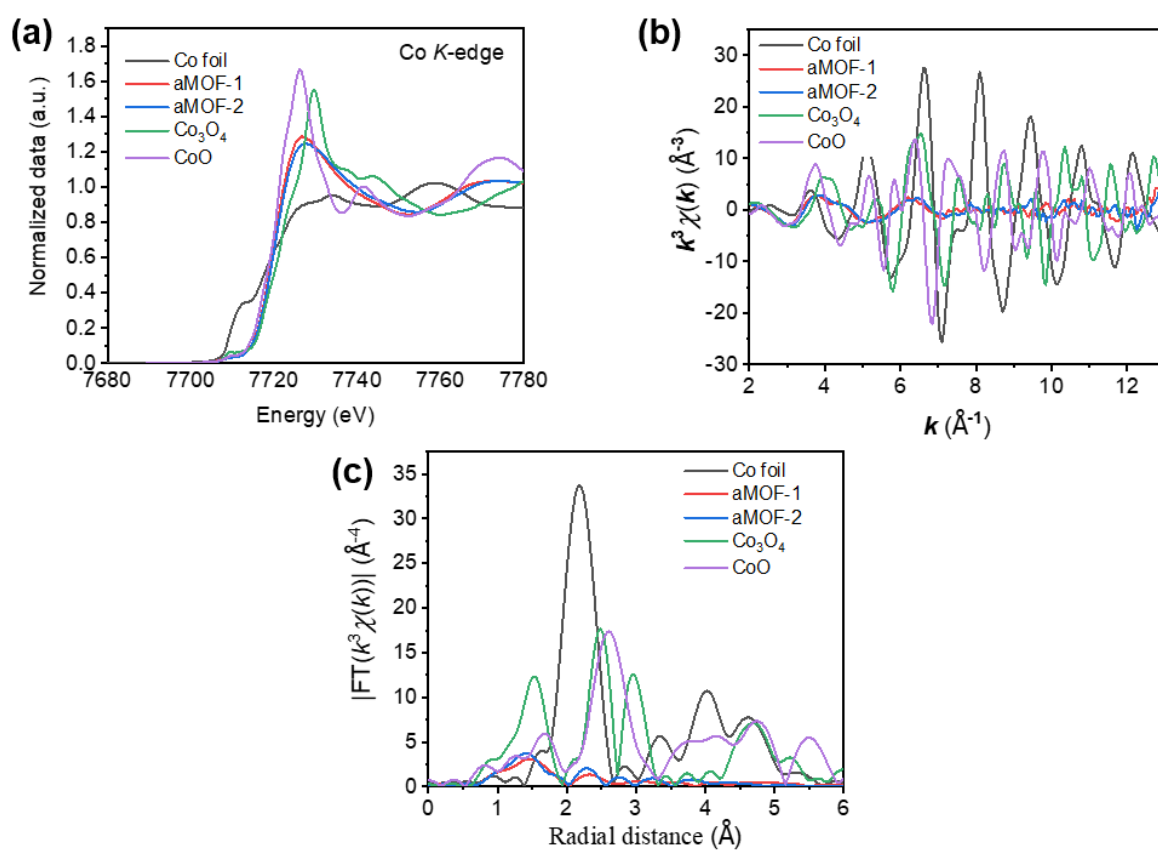 (a)
Co K-edge
Co foil
aMOF-1
aMOF-2
Co₃O₄
CoO
Normalized data (a.u.)
1.8
1.6
1.4
1.2
1.0
0.8
0.6
0.4
0.2
0.0
7680 7700 7720 7740 7760 7780
Energy (eV)
(b)
Co foil
aMOF-1
aMOF-2
Co₃O₄
CoO
k³ χ(k) (Å⁻³)
30
20
10
0
-10
-20
-30
2 4 6 8 10 12
k (Å⁻¹)
(c)
Co foil
aMOF-1
aMOF-2
Co₃O₄
CoO
|FT(k³ χ(k))| (Å⁻⁴)
35
30
25
20
15
10
5
0
0 1 2 3 4 5 6
Radial distance (Å)